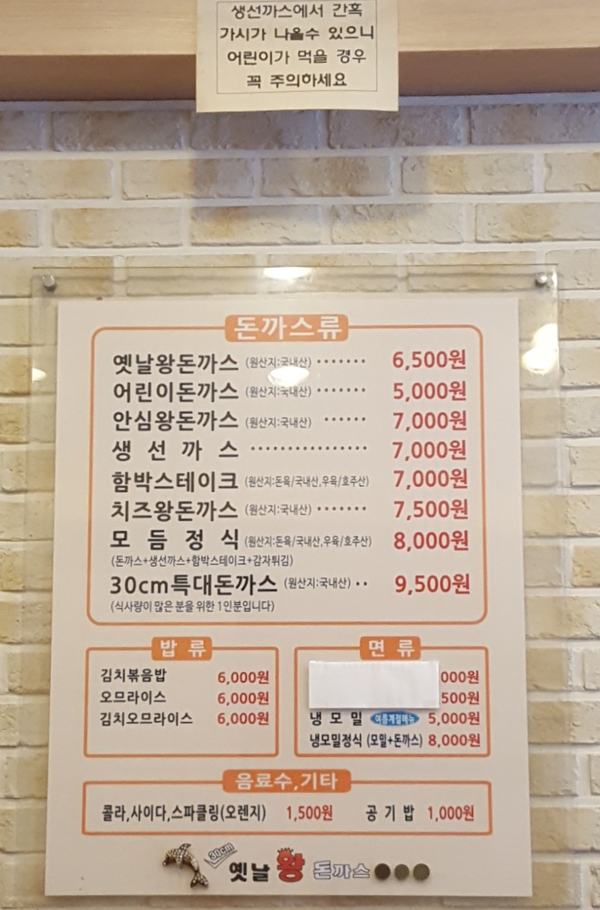 생선까스에서 간혹
가시가 나올수 있으니
어린이가 먹을 경우
꼭 주의하세요
돈까스류
옛날왕돈까스 (원산지:국내산) ······· 6,500원
어린이돈까스 (원산지:국내산) ······· 5,000원
안심왕돈까스 (원산지:국내산) ······ 7,000원
생 선 까 스 ················ 7,000원
함박스테이크 (원산지:돈육/국내산,우육/호주산) 7,000원
치즈왕돈까스 (원산지:국내산) ······· 7,500원
모 듬 정 식 (원산지:돈육/국내산,우육/호주산) 8,000원
(돈까스+생선까스+함박스테이크+감자튀김)
30cm특대돈까스 (원산지:국내산) ·· 9,500원
(식사량이 많은 분을 위한 1인분입니다)
밥 류
김치볶음밥 6,000원
오므라이스 6,000원
김치오므라이스 6,000원
면 류
000원
500원
냉 모 밀 여름계절메뉴 5,000원
냉모밀정식 (모밀+돈까스) 8,000원
음료수,기타
콜라,사이다,스파클링(오렌지) 1,500원 공 기 밥 1,000원
30cm
옛날 왕 돈까스